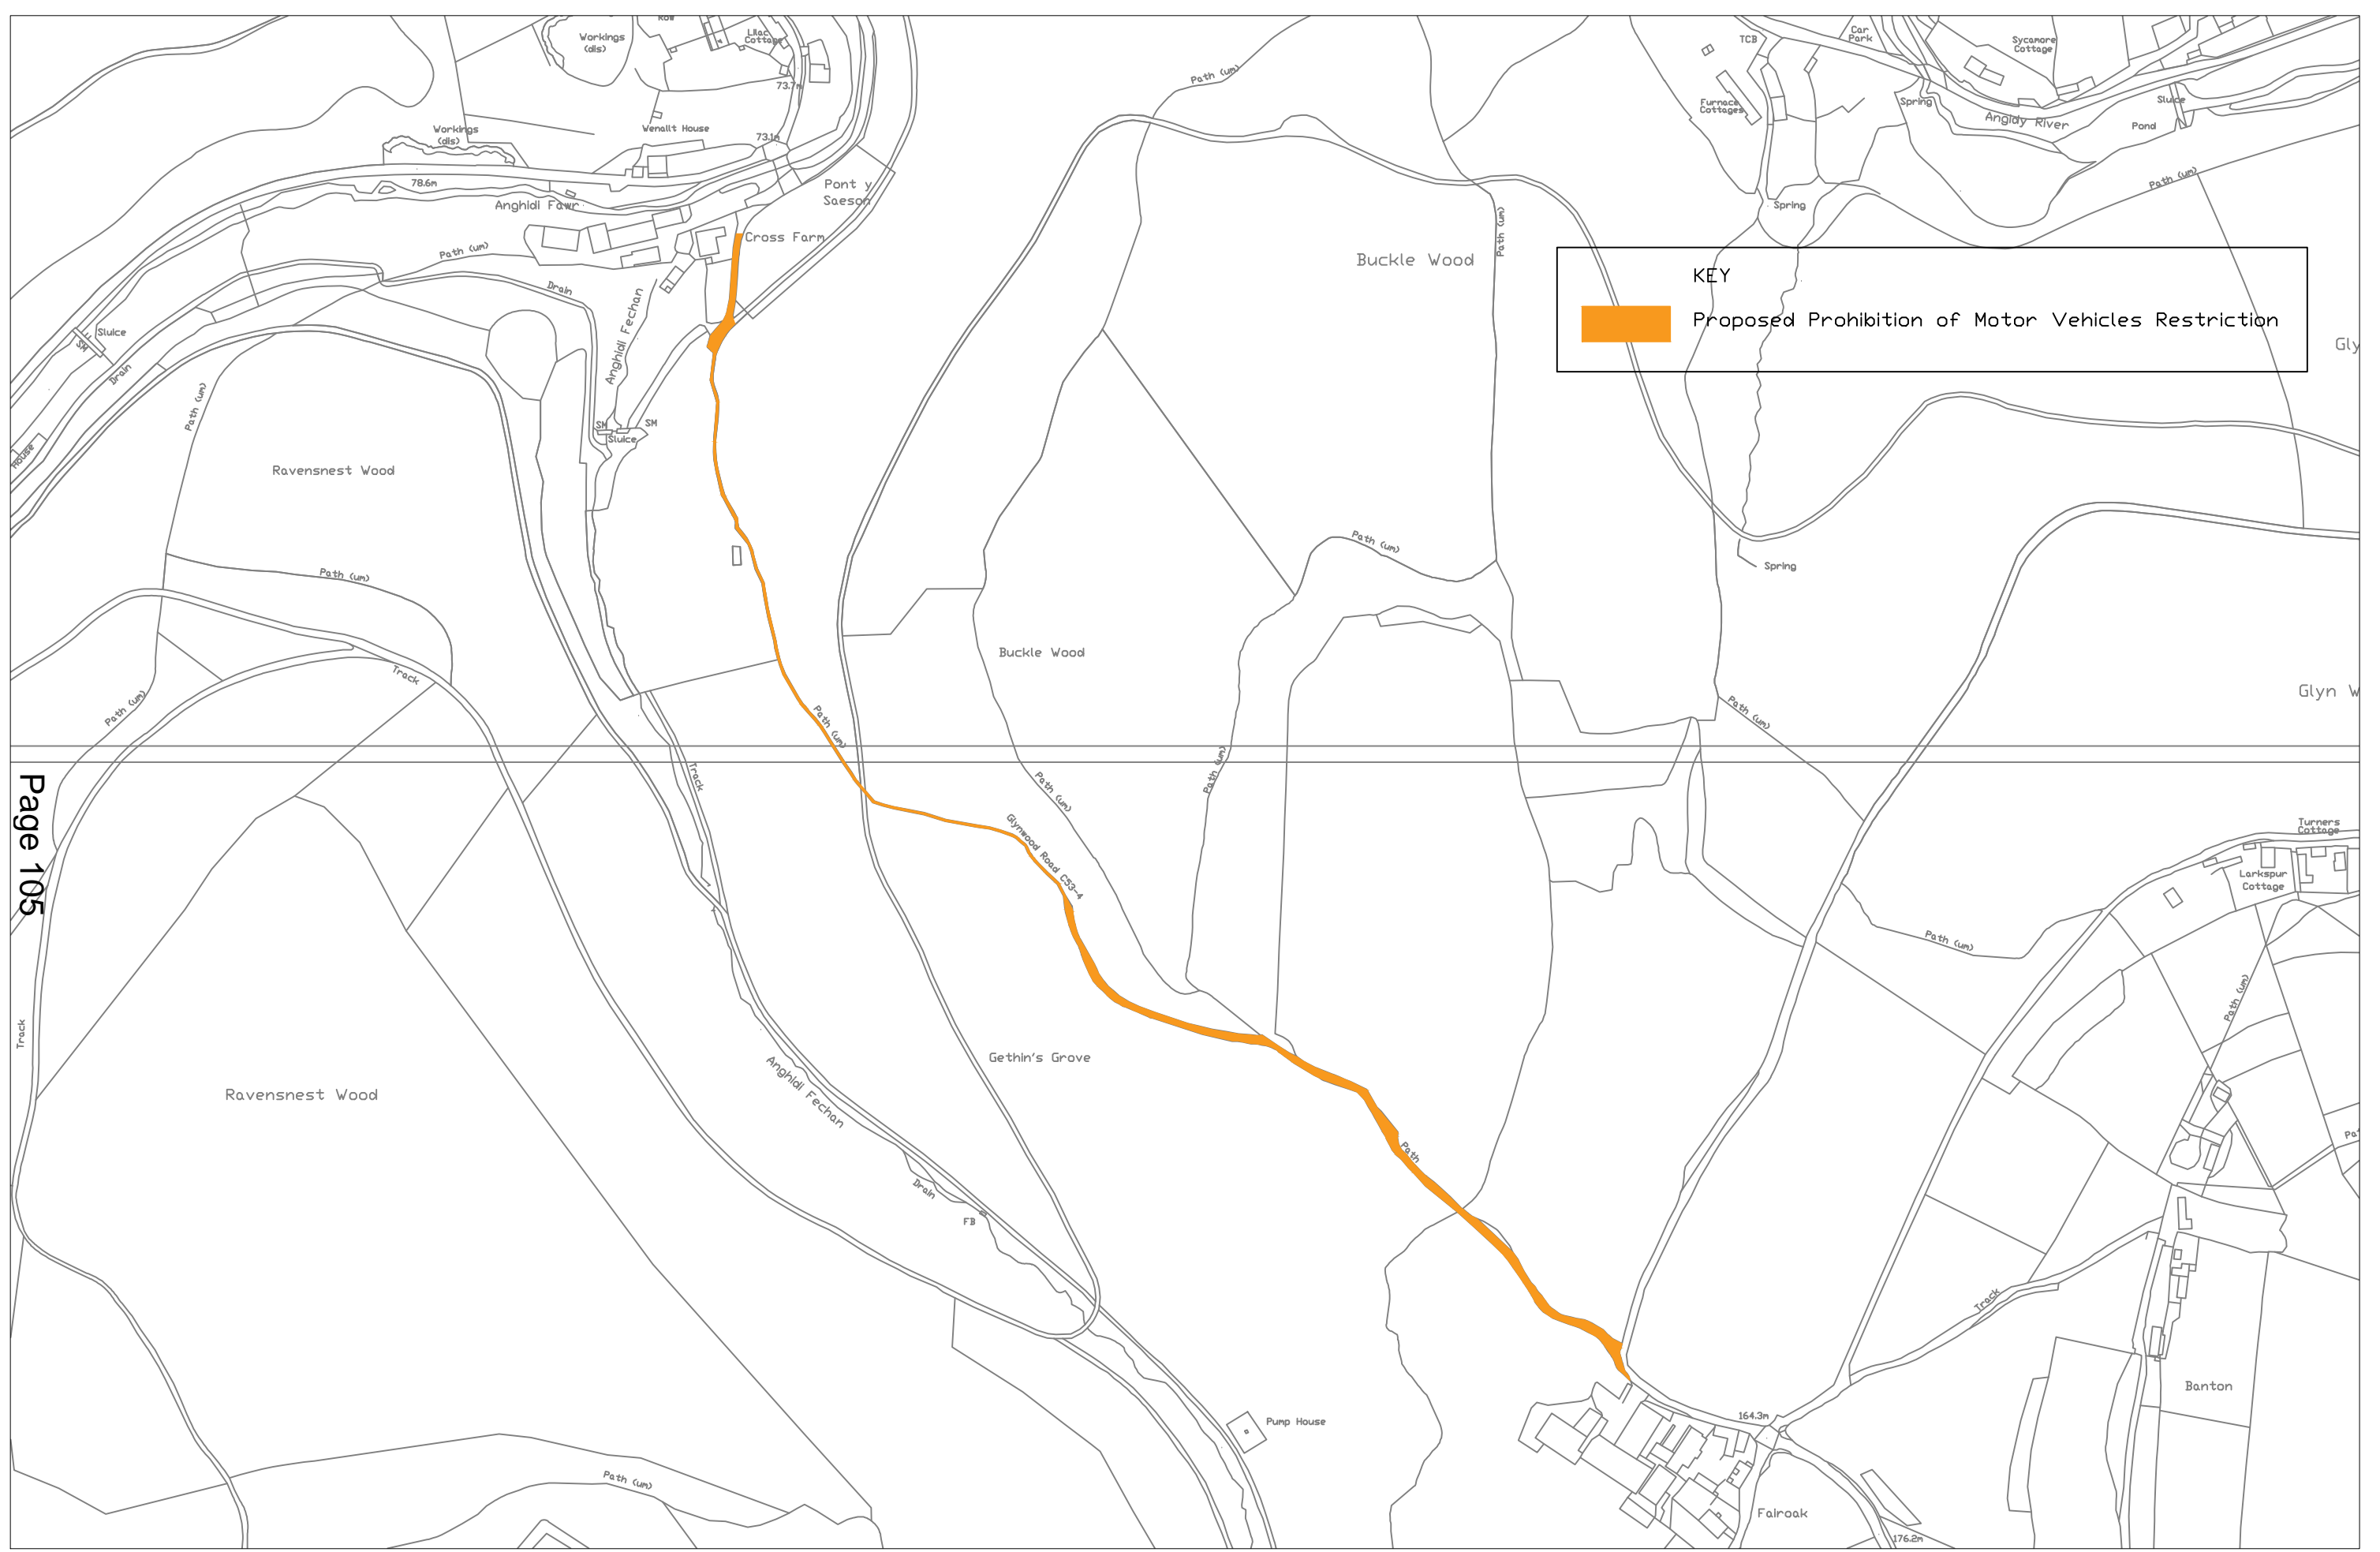 Row
Workings
(dis)
Lilac
Cottage
73.7m
Workings
(dis)
Wenallt House
73.1m
78.6m
Anghidi Fawr
Pont y
Saeson
Cross Farm
Path (um)
Drain
Anghidi Fechan
Sluice
SM
Drain
Path (um)
House
SM
SM
Sluice
Ravensnest Wood
Path (um)
Track
Path (um)
Path (um)
Path (um)
Buckle Wood
Path (um)
TCB
Car
Park
Furnace
Cottages
Spring
Spring
Sycamore
Cottage
Angidy River
Sluice
Pond
Path (um)
KEY
Proposed Prohibition of Motor Vehicles Restriction
Gly
Path (um)
Spring
Buckle Wood
Path (um)
Glyn W
Page 105
Track
Path (um)
Path (um)
Glynwood Road C53-4
Turners
Cottage
Larkspur
Cottage
Path (um)
Path (um)
Track
Ravensnest Wood
Anghidi Fechan
Gethin's Grove
Path
Drain
FB
Track
Banton
Pump House
164.3m
Fairoak
176.2m
Path (um)